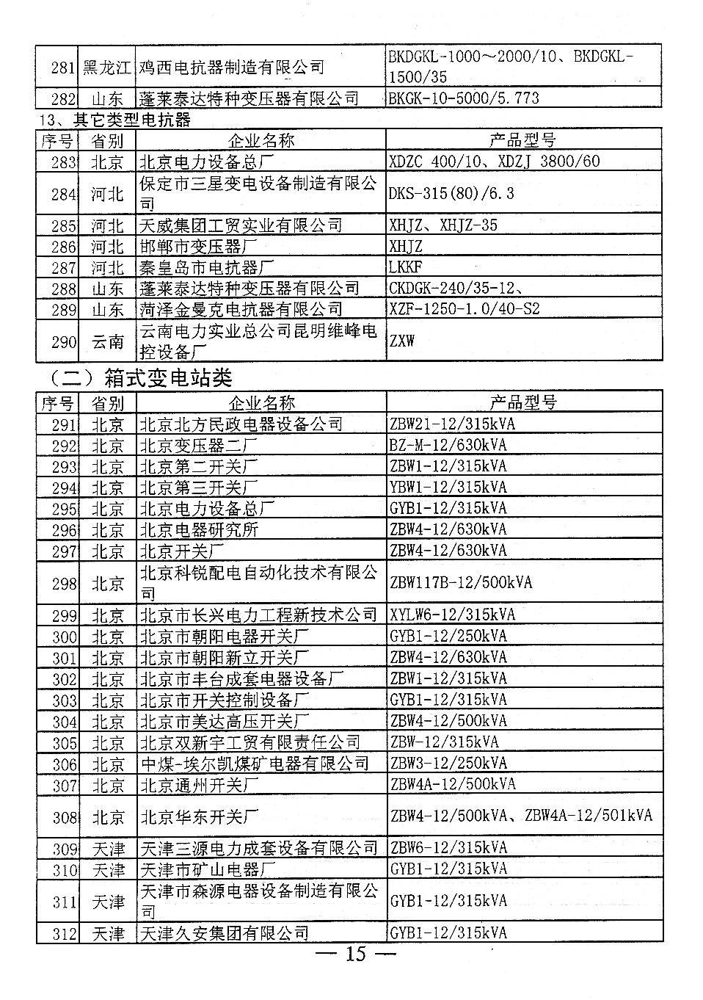 281 黑龙江 鸡西电抗器制造有限公司 BKDGKL-1000～2000/10、BKDGKL-
1500/35
282 山东 蓬莱泰达特种变压器有限公司 BKGK-10-5000/5.773
13、其它类型电抗器
序号 省别 企业名称 产品型号
283 北京 北京电力设备总厂 XDZC 400/10、XDZJ 3800/60
284 河北 保定市三星变电设备制造有限公 DKS-315(80)/6.3
司
285 河北 天威集团工贸实业有限公司 XHJZ、XHJZ-35
286 河北 邯郸市变压器厂 XHJZ
287 河北 秦皇岛市电抗器厂 LKKF
288 山东 蓬莱泰达特种变压器有限公司 CKDGK-240/35-12、
289 山东 菏泽金曼克电抗器有限公司 XZF-1250-1.0/40-S2
290 云南 云南电力实业总公司昆明维峰电 ZXW
控设备厂
（二）箱式变电站类
序号 省别 企业名称 产品型号
291 北京 北京北方民政电器设备公司 ZBW21-12/315kVA
292 北京 北京变压器二厂 BZ-M-12/630kVA
293 北京 北京第二开关厂 ZBW1-12/315kVA
294 北京 北京第三开关厂 YBW1-12/315kVA
295 北京 北京电力设备总厂 GYB1-12/315kVA
296 北京 北京电器研究所 ZBW4-12/630kVA
297 北京 北京开关厂 ZBW4-12/630kVA
298 北京 北京科锐配电自动化技术有限公 ZBW117B-12/500kVA
司
299 北京 北京市长兴电力工程新技术公司 XYLW6-12/315kVA
300 北京 北京市朝阳电器开关厂 GYB1-12/250kVA
301 北京 北京市朝阳新立开关厂 ZBW4-12/630kVA
302 北京 北京市丰台成套电器设备厂 ZBW1-12/315kVA
303 北京 北京市开关控制设备厂 GYB1-12/315kVA
304 北京 北京市美达高压开关厂 ZBW4-12/500kVA
305 北京 北京双新宇工贸有限责任公司 ZBW-12/315kVA
306 北京 中煤-埃尔凯煤矿电器有限公司 ZBW3-12/250kVA
307 北京 北京通州开关厂 ZBW4A-12/500kVA
308 北京 北京华东开关厂 ZBW4-12/500kVA、ZBW4A-12/501kVA
309 天津 天津三源电力成套设备有限公司 ZBW6-12/315kVA
310 天津 天津市矿山电器厂 GYB1-12/315kVA
311 天津 天津市森源电器设备制造有限公 GYB1-12/315kVA
司
312 天津 天津久安集团有限公司 GYB1-12/315kVA
— 15 —